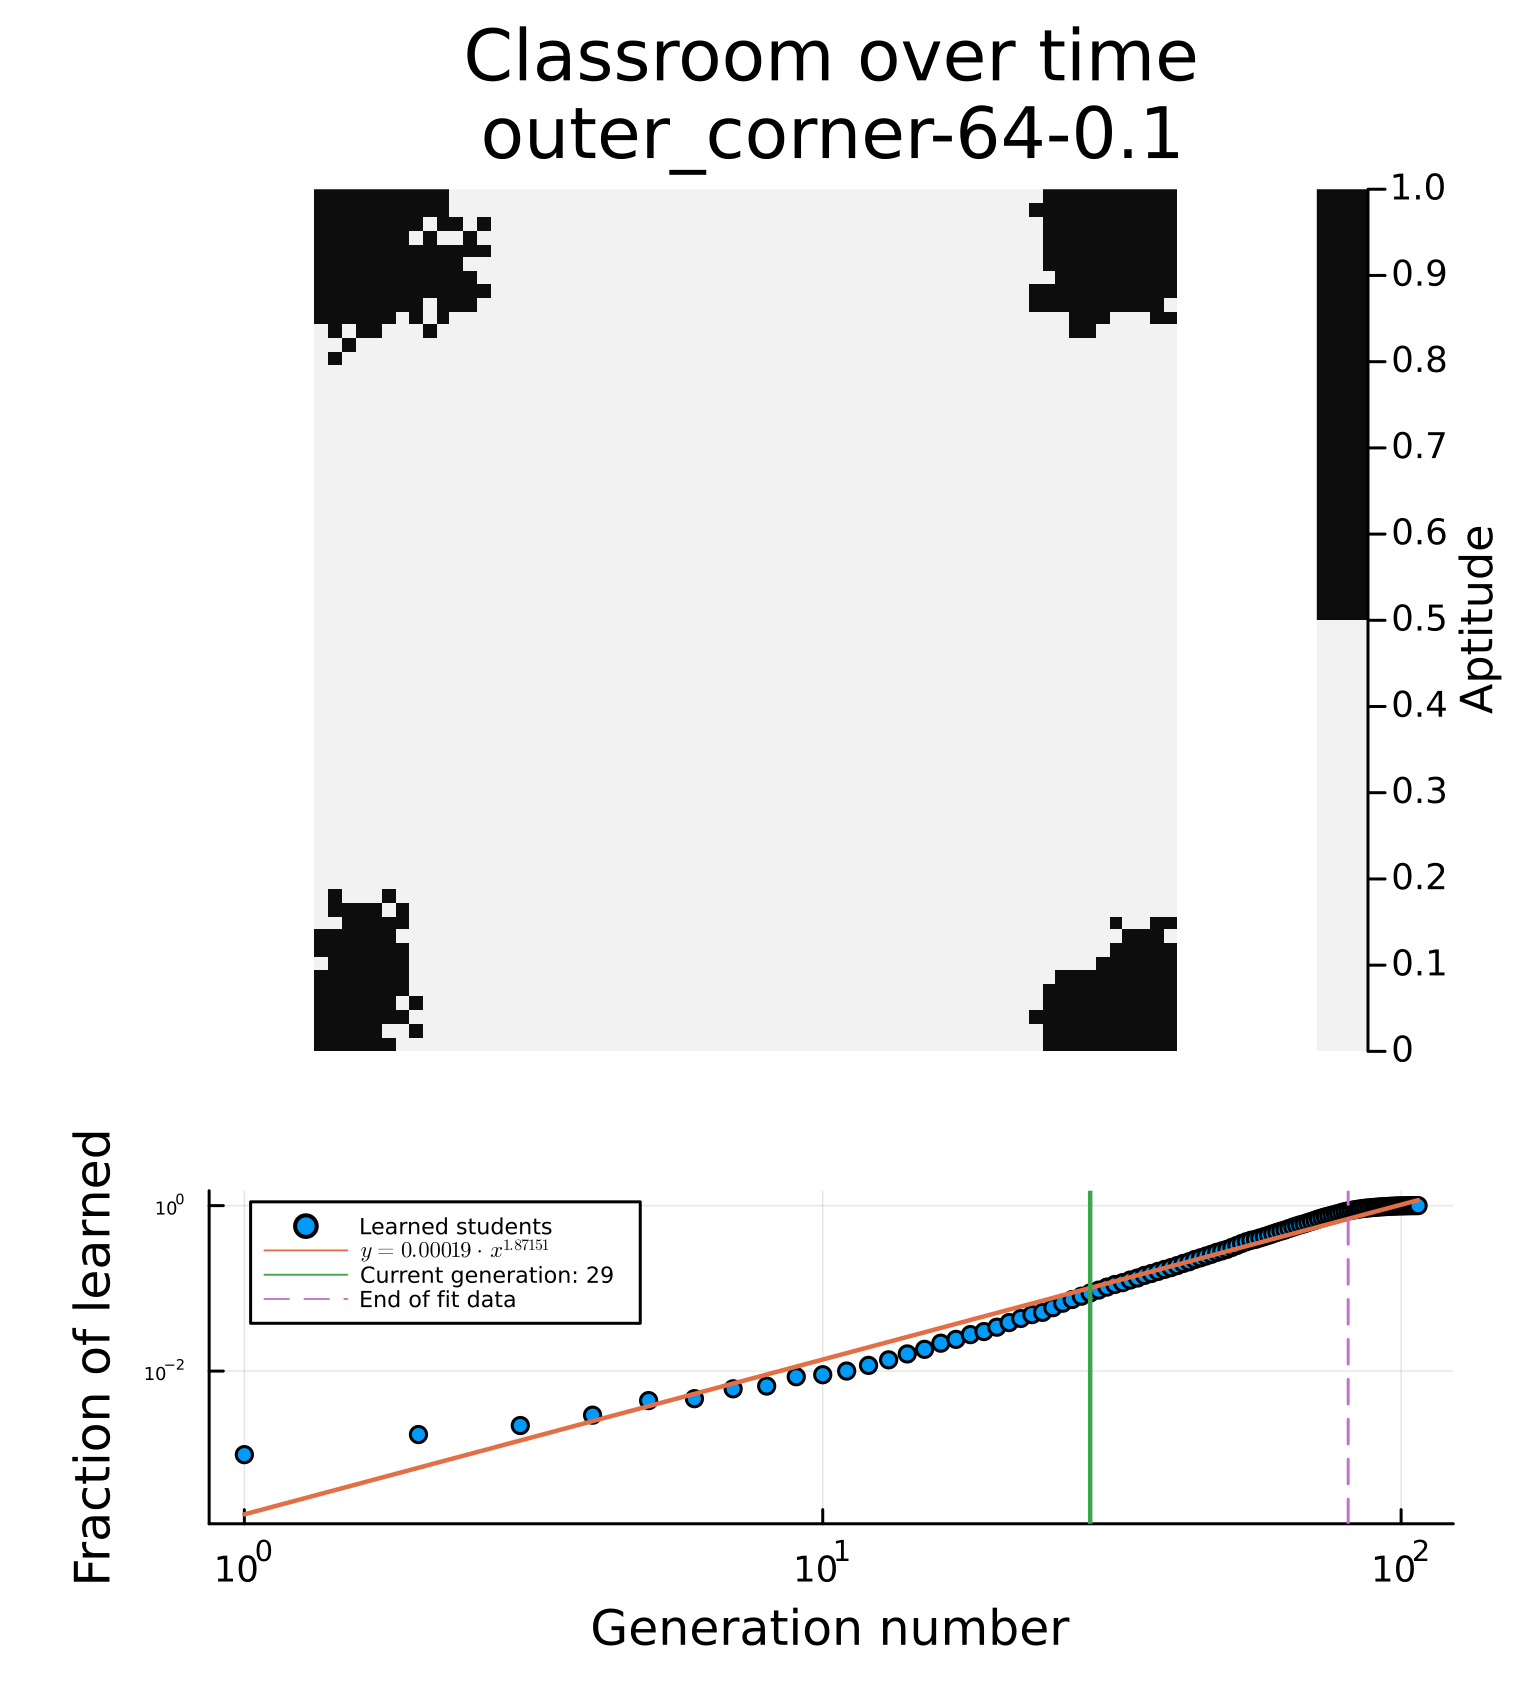 Classroom over time
outer_corner-64-0.1
1.0
0.9
0.8
0.7
0.6
0.5
0.4
0.3
0.2
0.1
0
Aptitude
Fraction of learned
10^0
10^-2
Learned students
y = 0.00019 · x^1.87151
Current generation: 29
End of fit data
10^0
10^1
10^2
Generation number